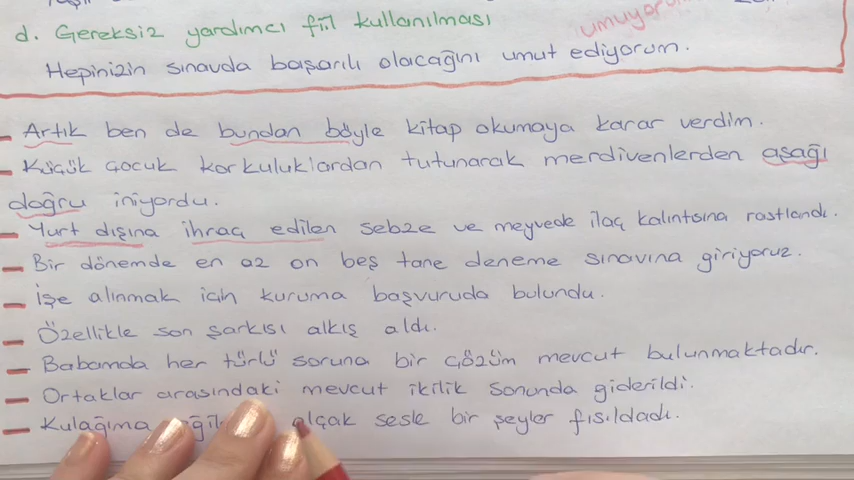 d. Gereksiz yardımcı fiil kullanılması
umuyorum
Hepinizin sınavda başarılı olacağını umut ediyorum.
Artık ben de bundan böyle kitap okumaya karar verdim.
Küçük çocuk korkuluklardan tutunarak merdivenlerden aşağı
doğru iniyordu.
Yurt dışına ihraç edilen sebze ve meyvede ilaç kalıntısına rastlandı.
Bir dönemde en az on beş tane deneme sınavına giriyoruz.
İşe alınmak için kuruma başvuruda bulundu.
Özellikle son şarkısı alkış aldı.
Babamda her türlü soruna bir çözüm mevcut bulunmaktadır.
Ortaklar arasındaki mevcut ikilik sonunda giderildi.
Kulağıma alçak sesle bir şeyler fısıldadı.